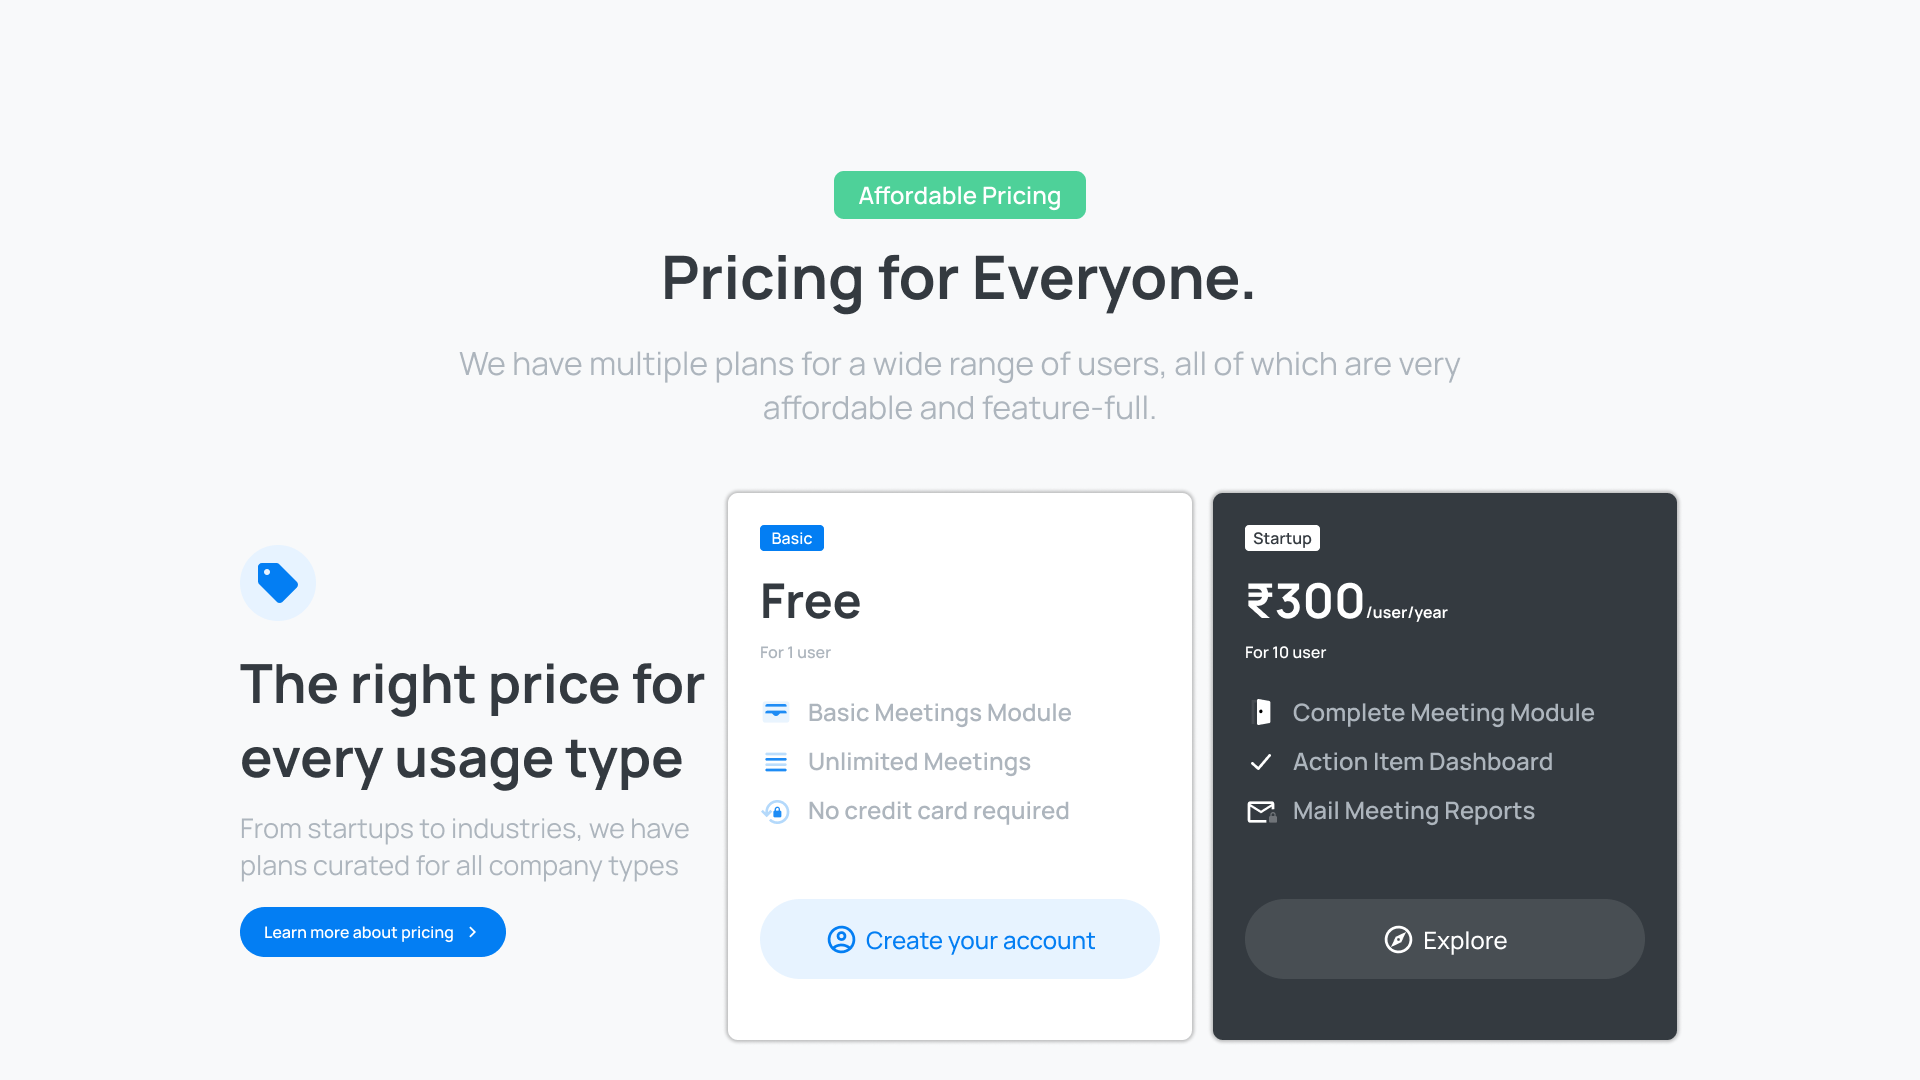 Affordable Pricing
Pricing for Everyone.
We have multiple plans for a wide range of users, all of which are very
affordable and feature-full.
The right price for
every usage type
From startups to industries, we have
plans curated for all company types
Learn more about pricing
Basic
Free
For 1 user
Basic Meetings Module
Unlimited Meetings
No credit card required
Create your account
Startup
₹300/user/year
For 10 user
Complete Meeting Module
Action Item Dashboard
Mail Meeting Reports
Explore